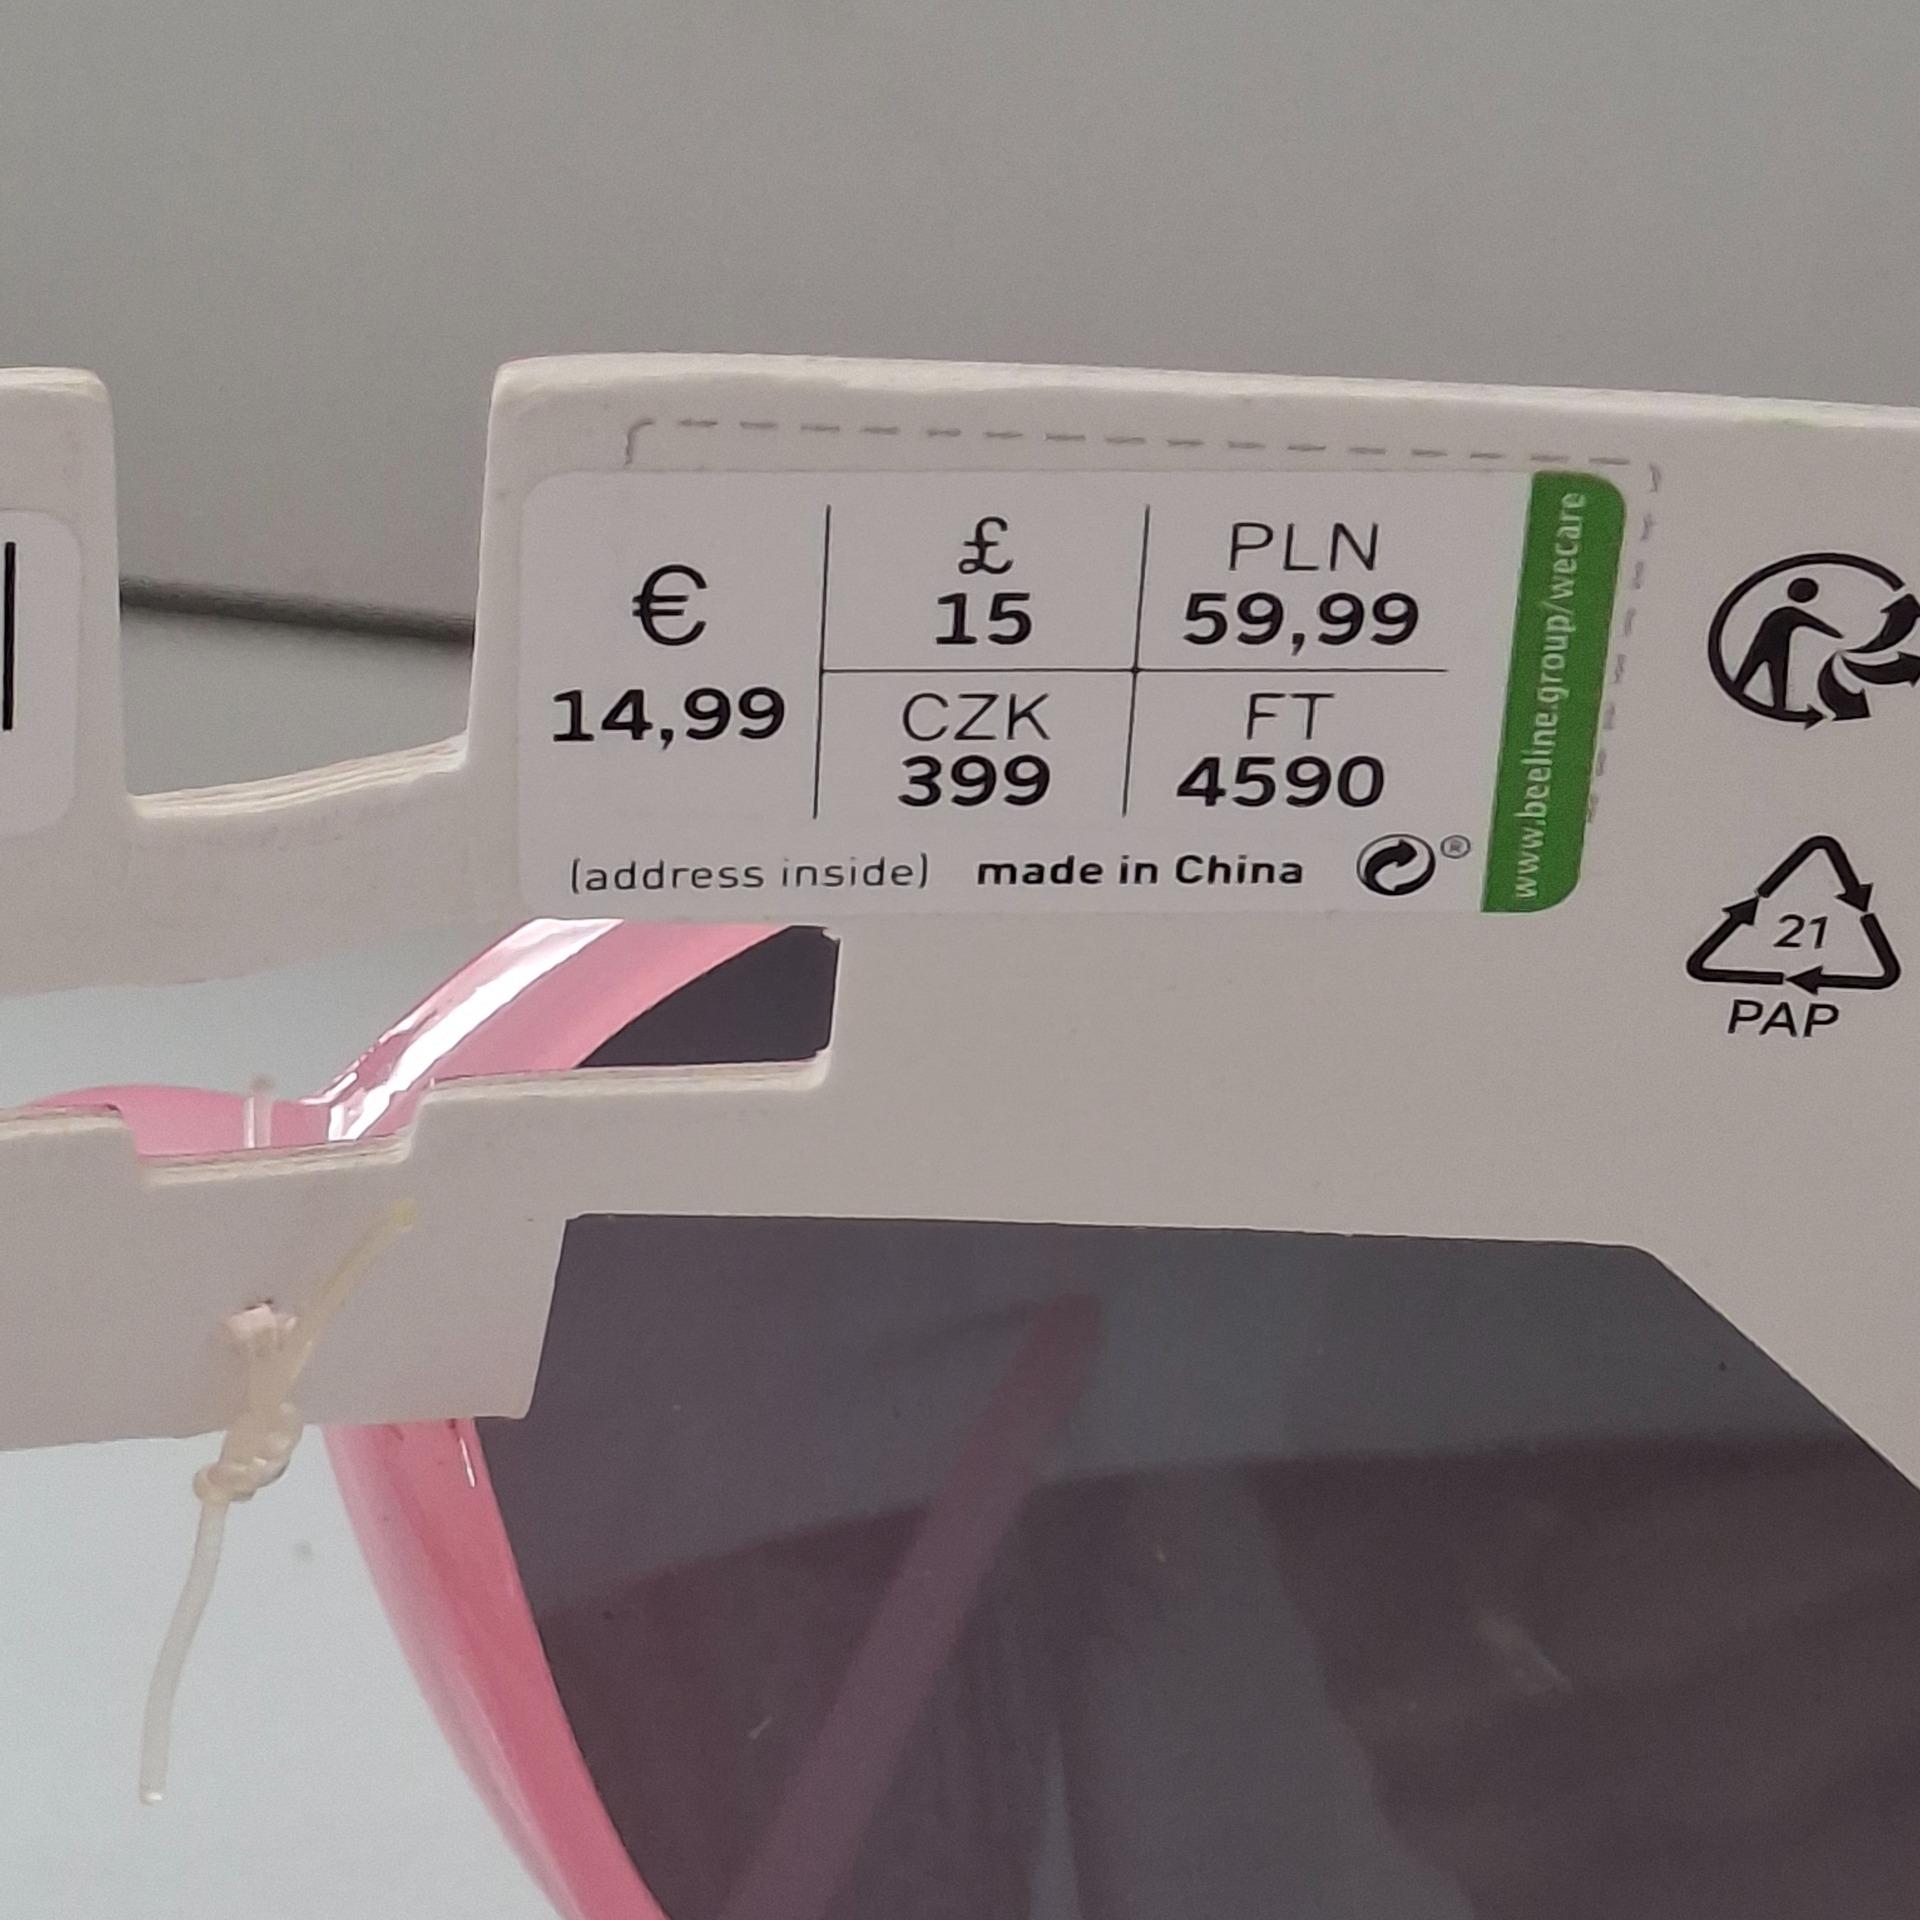 €
14,99
£
15
PLN
59,99
CZK
399
FT
4590
(address inside) made in China ®
www.beeline.group/wecare
21
PAP